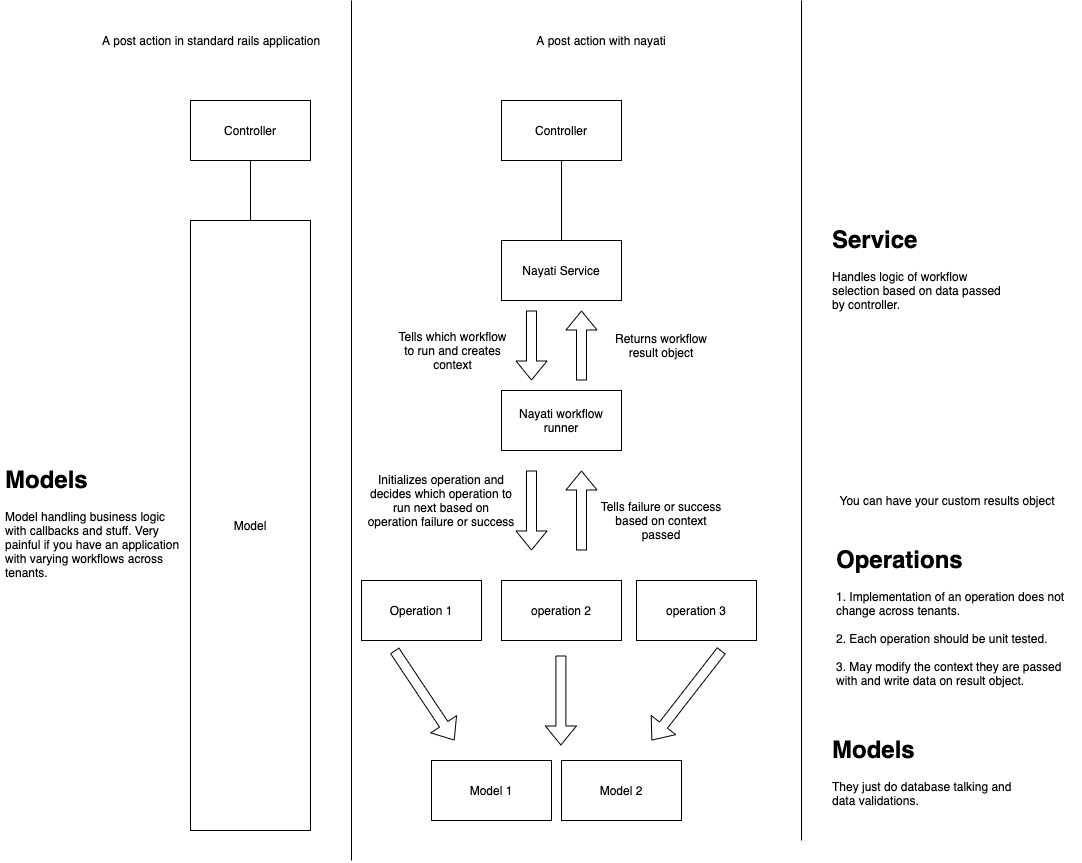 A post action in standard rails application
Controller
Model
Models
Model handling business logic
with callbacks and stuff. Very
painful if you have an application
with varying workflows across
tenants.
A post action with nayati
Controller
Nayati Service
Tells which workflow
to run and creates
context
Returns workflow
result object
Nayati workflow
runner
Initializes operation and
decides which operation to
run next based on
operation failure or success
Tells failure or success
based on context
passed
Operation 1
operation 2
operation 3
Model 1
Model 2
Service
Handles logic of workflow
selection based on data passed
by controller.
You can have your custom results object
Operations
1. Implementation of an operation does not
change across tenants.
2. Each operation should be unit tested.
3. May modify the context they are passed
with and write data on result object.
Models
They just do database talking and
data validations.